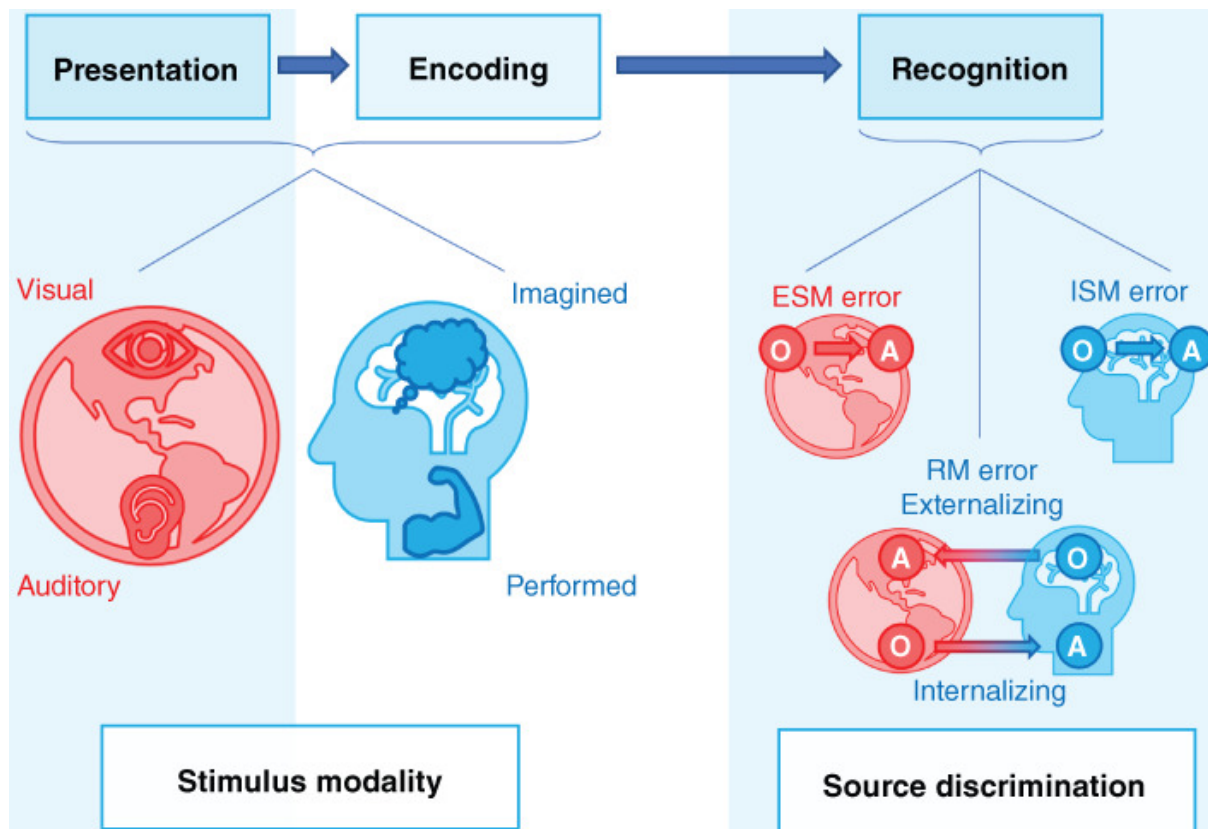 Presentation
Encoding
Recognition
Visual
Imagined
Auditory
Performed
ESM error
O
A
ISM error
O
A
RM error
Externalizing
A
O
O
A
Internalizing
Stimulus modality
Source discrimination